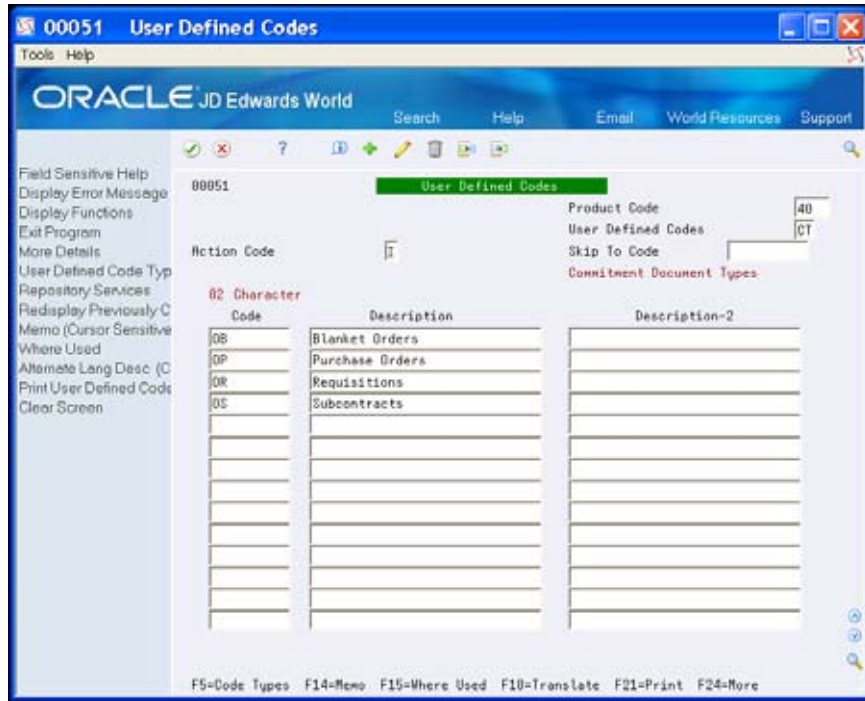 00051 User Defined Codes
Tools Help
ORACLE JD Edwards World
Search Help Email World Resources Support
Field Sensitive Help
Display Error Message
Display Functions
Exit Program
More Details
User Defined Code Typ
Repository Services
Redisplay Previously C
Memo (Cursor Sensitive
Where Used
Alternate Lang Desc (C
Print User Defined Code
Clear Screen
00051 User Defined Codes
Product Code 40
User Defined Codes CT
Action Code I Skip To Code
Commitment Document Types
02 Character
Code Description Description-2
OB Blanket Orders
OP Purchase Orders
OR Requisitions
OS Subcontracts
F5=Code Types F14=Memo F15=Where Used F18=Translate F21=Print F24=More